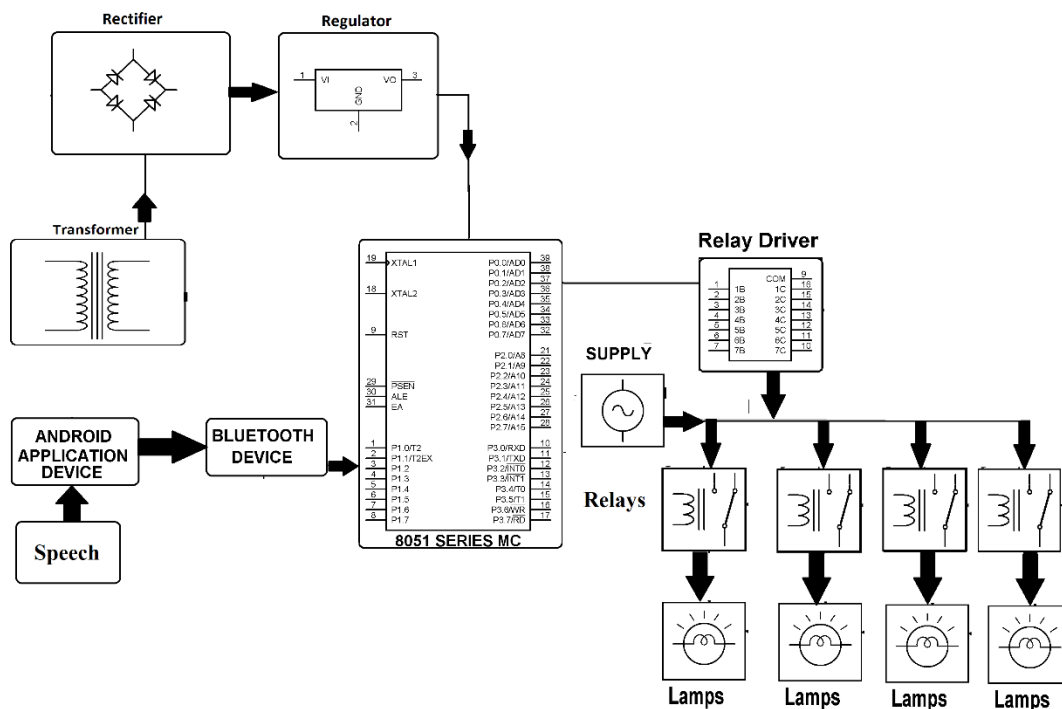 Rectifier
Regulator
1
VI
VO
3
GND
2
Transformer
19
XTAL1
18
XTAL2
9
RST
29
PSEN
30
ALE
31
EA
1
P1.0/T2
2
P1.1/T2EX
3
P1.2
4
P1.3
5
P1.4
6
P1.5
7
P1.6
8
P1.7
P0.0/AD0
39
P0.1/AD1
38
P0.2/AD2
37
P0.3/AD3
36
P0.4/AD4
35
P0.5/AD5
34
P0.6/AD6
33
P0.7/AD7
32
P2.0/A8
21
P2.1/A9
22
P2.2/A10
23
P2.3/A11
24
P2.4/A12
25
P2.5/A13
26
P2.6/A14
27
P2.7/A15
28
P3.0/RXD
10
P3.1/TXD
11
P3.2/INT0
12
P3.3/INT1
13
P3.4/T0
14
P3.5/T1
15
P3.6/WR
16
P3.7/RD
17
8051 SERIES MC
Relay Driver
COM
9
1
1B
1C
16
2
2B
2C
15
3
3B
3C
14
4
4B
4C
13
5
5B
5C
12
6
6B
6C
11
7
7B
7C
10
SUPPLY
ANDROID
APPLICATION
DEVICE
BLUETOOTH
DEVICE
Speech
Relays
Lamps
Lamps
Lamps
Lamps